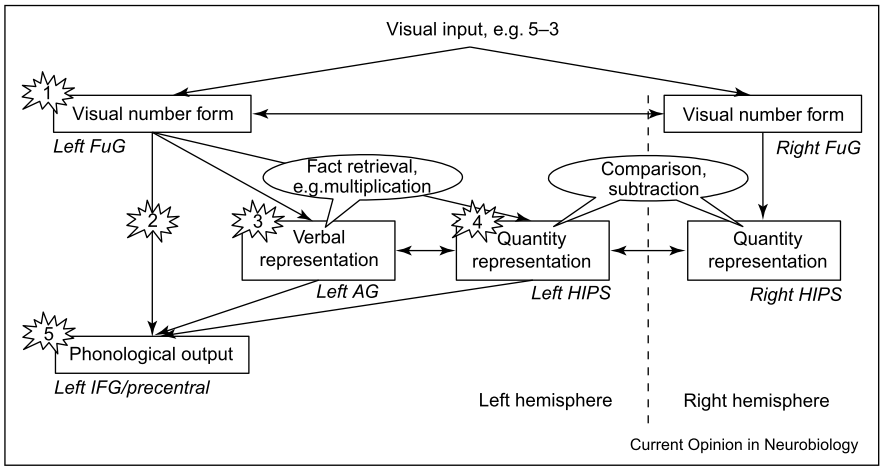 Visual input, e.g. 5–3
1
Visual number form
Left FuG
Visual number form
Right FuG
Fact retrieval,
e.g.multiplication
Comparison,
subtraction
2
3
Verbal
representation
Left AG
4
Quantity
representation
Left HIPS
Quantity
representation
Right HIPS
5
Phonological output
Left IFG/precentral
Left hemisphere
Right hemisphere
Current Opinion in Neurobiology